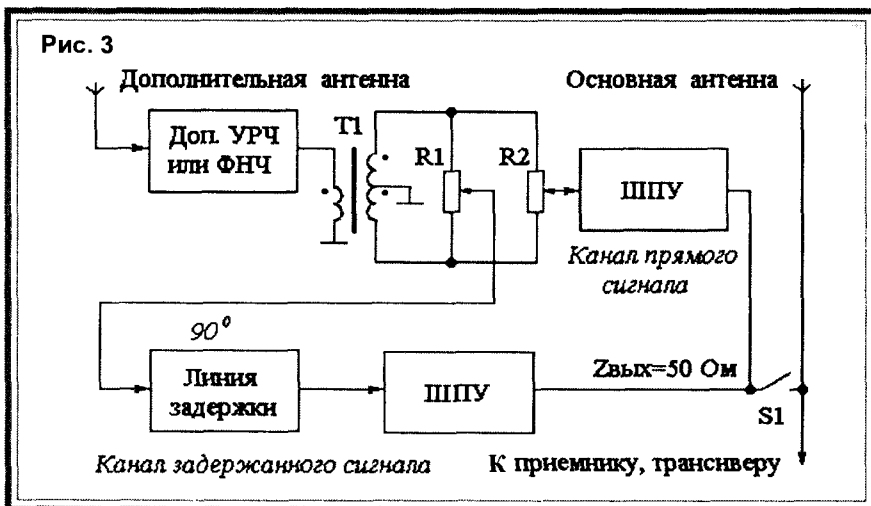 Рис. 3
Дополнительная антенна
Основная антенна
Доп. УРЧ
или ФНЧ
T1
R1
R2
ШПУ
Канал прямого
сигнала
90°
Линия
задержки
ШПУ
Zвых=50 Ом
S1
Канал задержанного сигнала
К приемнику, трансиверу